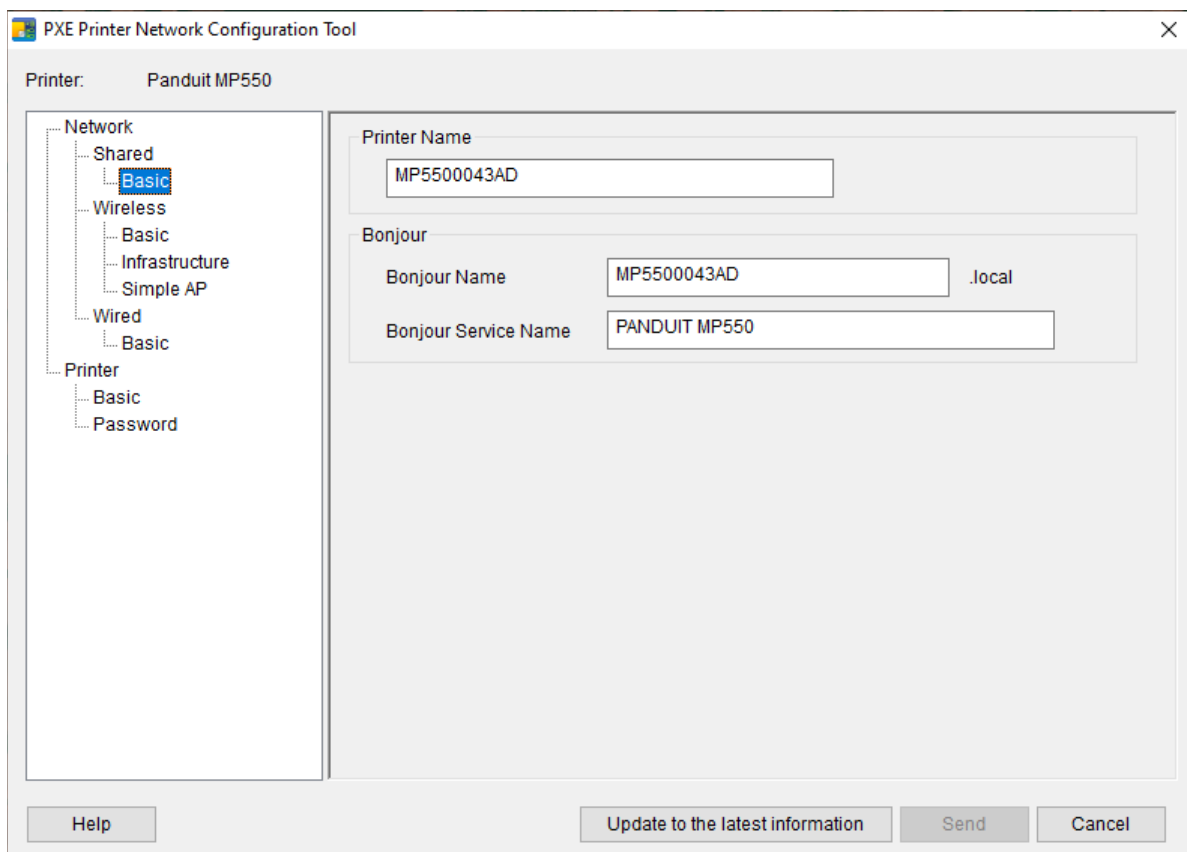 PXE Printer Network Configuration Tool
Printer: Panduit MP550
Network
Shared
Basic
Wireless
Basic
Infrastructure
Simple AP
Wired
Basic
Printer
Basic
Password
Printer Name
MP5500043AD
Bonjour
Bonjour Name MP5500043AD .local
Bonjour Service Name PANDUIT MP550
Help Update to the latest information Send Cancel